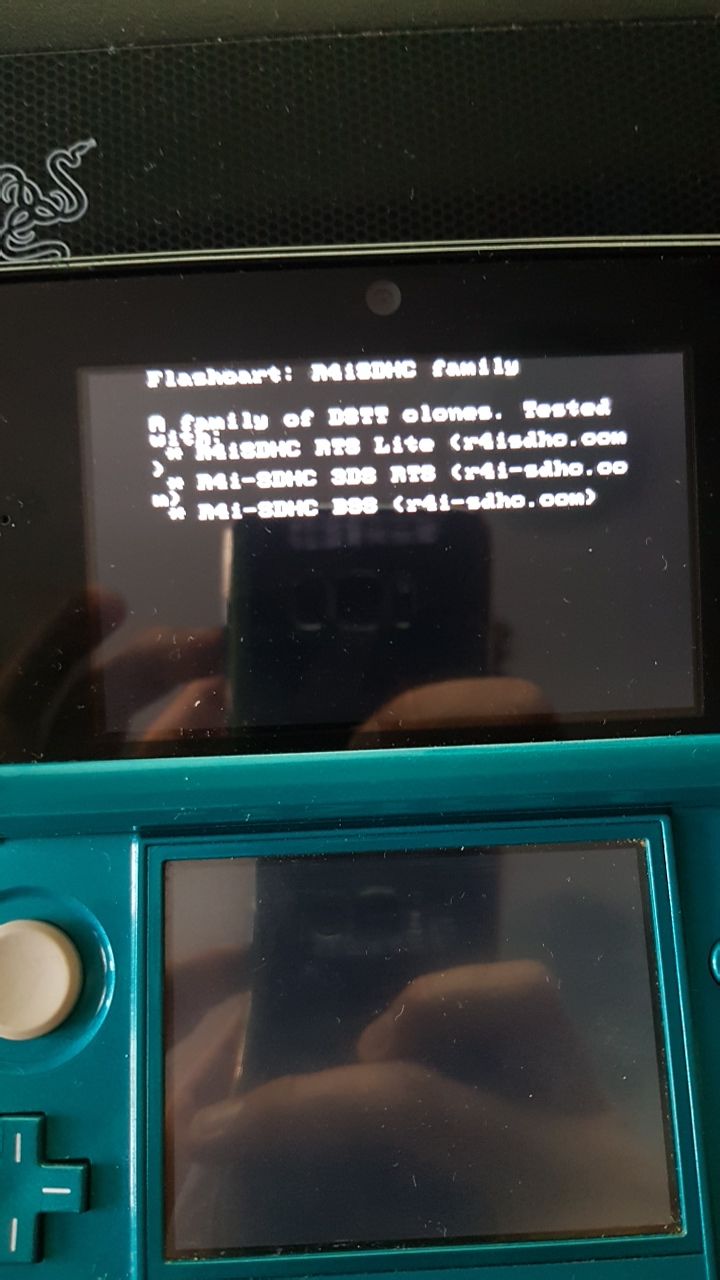 Flashcart: R4iSDHC family
A family of DSTT clones. Tested
with:
* R4iSDHC RTS Lite (r4isdhc.com
)
* R4i-SDHC 3DS RTS (r4i-sdhc.co
m)
* R4i-SDHC B9S (r4i-sdhc.com)